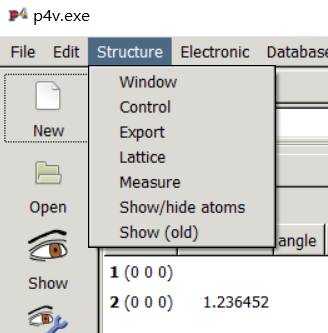 p4v.exe
File Edit Structure Electronic Database
Window
Control
New
Export
Lattice
Measure
Open
Show/hide atoms
Show (old)
angle
1 (0 0 0)
Show
2 (0 0 0) 1.236452